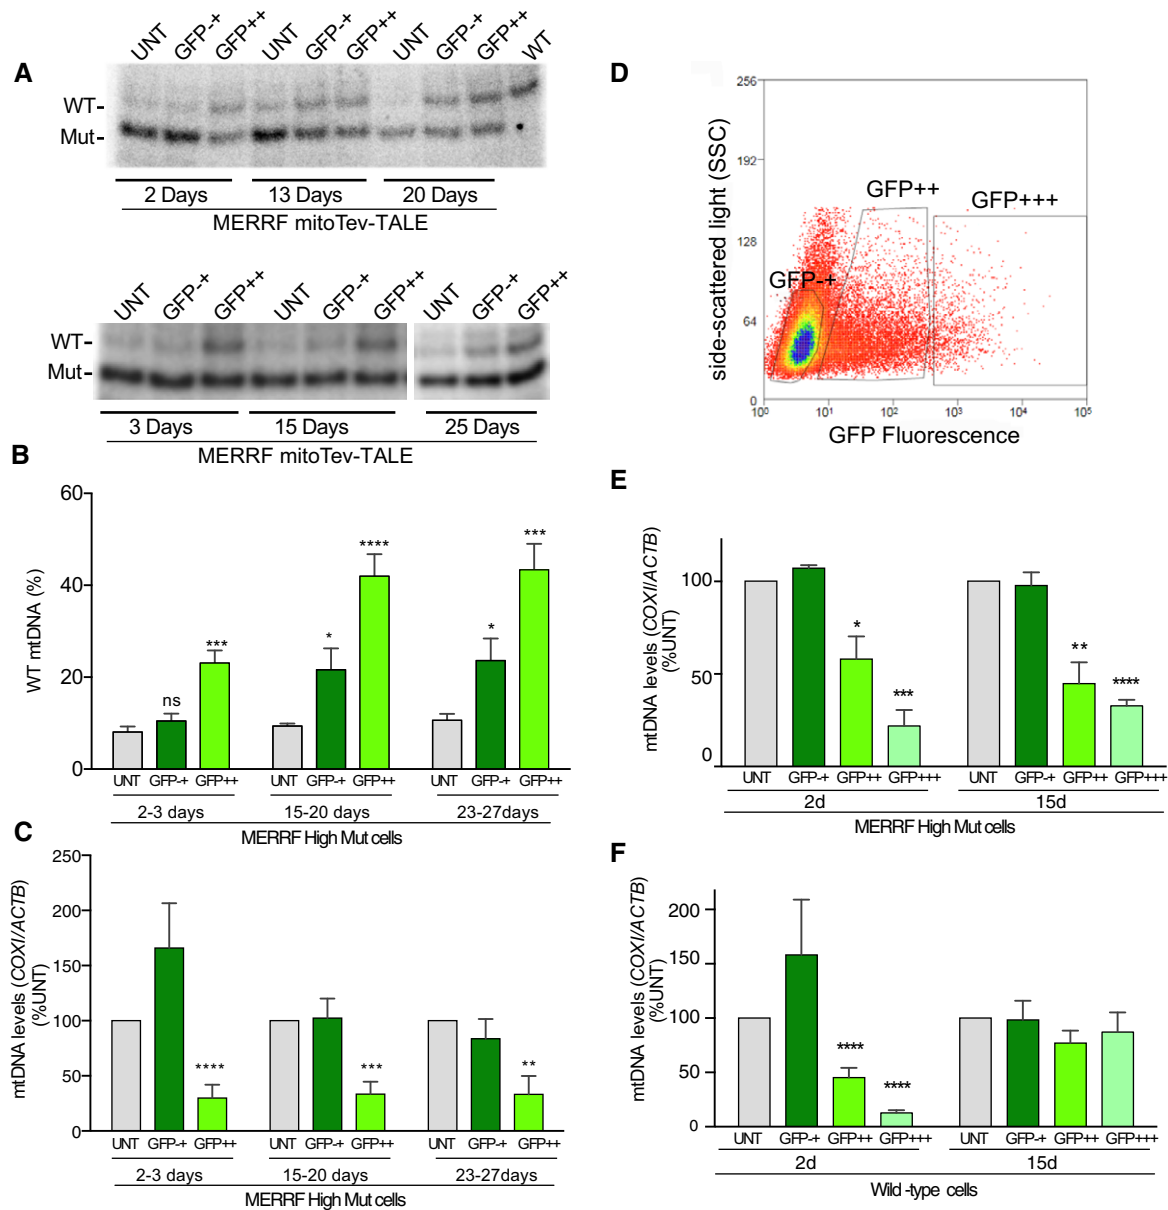 A
UNT GFP-+ GFP++ UNT GFP-+ GFP++ UNT GFP-+ GFP++ WT
WT-
Mut-
2 Days 13 Days 20 Days
MERRF mitoTev-TALE
UNT GFP-+ GFP++ UNT GFP-+ GFP++ UNT GFP-+ GFP++
WT-
Mut-
3 Days 15 Days 25 Days
MERRF mitoTev-TALE
B
WT mtDNA (%)
60
40
20
0
ns
***
*
****
*
***
UNT GFP-+ GFP++ UNT GFP-+ GFP++ UNT GFP-+ GFP++
2-3 days 15-20 days 23-27days
MERRF High Mut cells
C
mtDNA levels (COXI/ACTB)
(%UNT)
250
200
150
100
50
0
****
***
**
UNT GFP-+ GFP++ UNT GFP-+ GFP++ UNT GFP-+ GFP++
2-3 days 15-20 days 23-27days
MERRF High Mut cells
D
side-scattered light (SSC)
256
192
128
64
0
GFP-+
GFP++
GFP+++
10⁰ 10¹ 10² 10³ 10⁴ 10⁵
GFP Fluorescence
E
mtDNA levels (COXI/ACTB)
(%UNT)
100
50
0
*
***
**
****
UNT GFP-+ GFP++ GFP+++ UNT GFP-+ GFP++ GFP+++
2d 15d
MERRF High Mut cells
F
mtDNA levels (COXI/ACTB)
(%UNT)
200
150
100
50
0
****
****
UNT GFP-+ GFP++ GFP+++ UNT GFP-+ GFP++ GFP+++
2d 15d
Wild -type cells